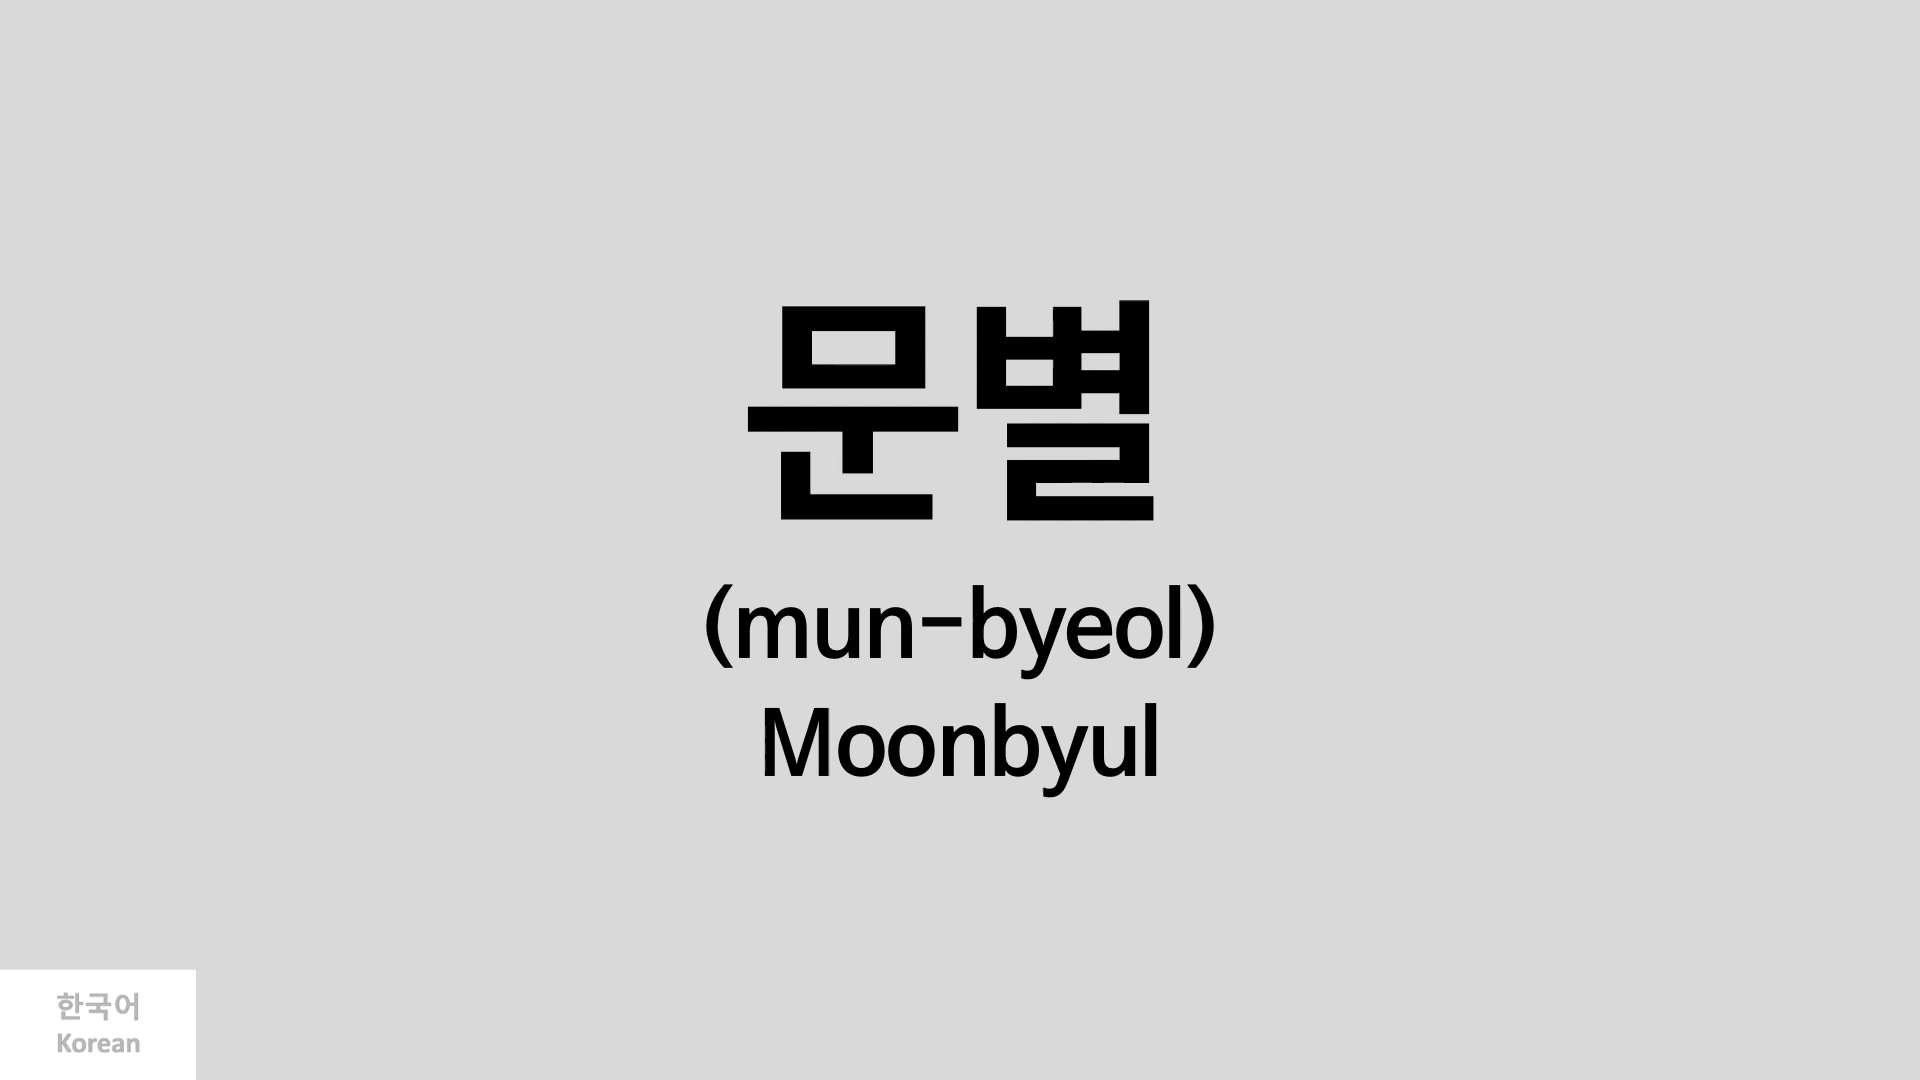 문별
(mun-byeol)
Moonbyul
한국어
Korean